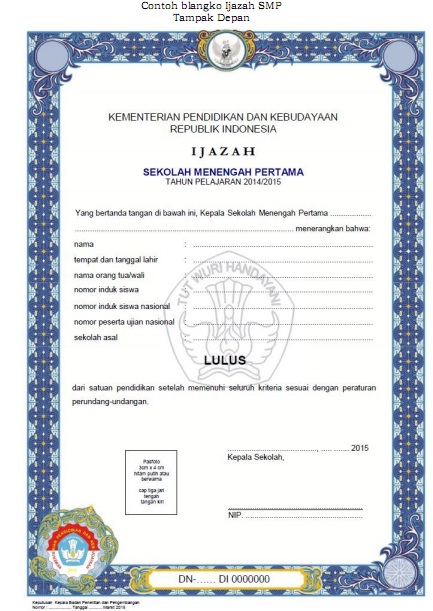 Contoh blangko Ijazah SMP
Tampak Depan
KEMENTERIAN PENDIDIKAN DAN KEBUDAYAAN
REPUBLIK INDONESIA
IJAZAH
SEKOLAH MENENGAH PERTAMA
TAHUN PELAJARAN 2014/2015
Yang bertanda tangan di bawah ini, Kepala Sekolah Menengah Pertama ...................
.................................................................................................... menerangkan bahwa:
nama : ....................................................................................
tempat dan tanggal lahir : ....................................................................................
nama orang tua/wali : ....................................................................................
nomor induk siswa : ....................................................................................
nomor induk siswa nasional : ....................................................................................
nomor peserta ujian nasional : ....................................................................................
sekolah asal : ....................................................................................
TUT WURI HANDAYANI
LULUS
dari satuan pendidikan setelah memenuhi seluruh kriteria sesuai dengan peraturan
perundang-undangan.
................................., ..... ......... 2015
Kepala Sekolah,
Pasfoto
3cm x 4 cm
hitam putih atau
berwarna
cap tiga jari
tengah
tangan kiri
NIP. .....................................................
DN-...... DI 0000000
Keputusan Kepala Badan Penelitian dan Pengembangan
Nomor: .................... Tanggal ........... Maret 2015